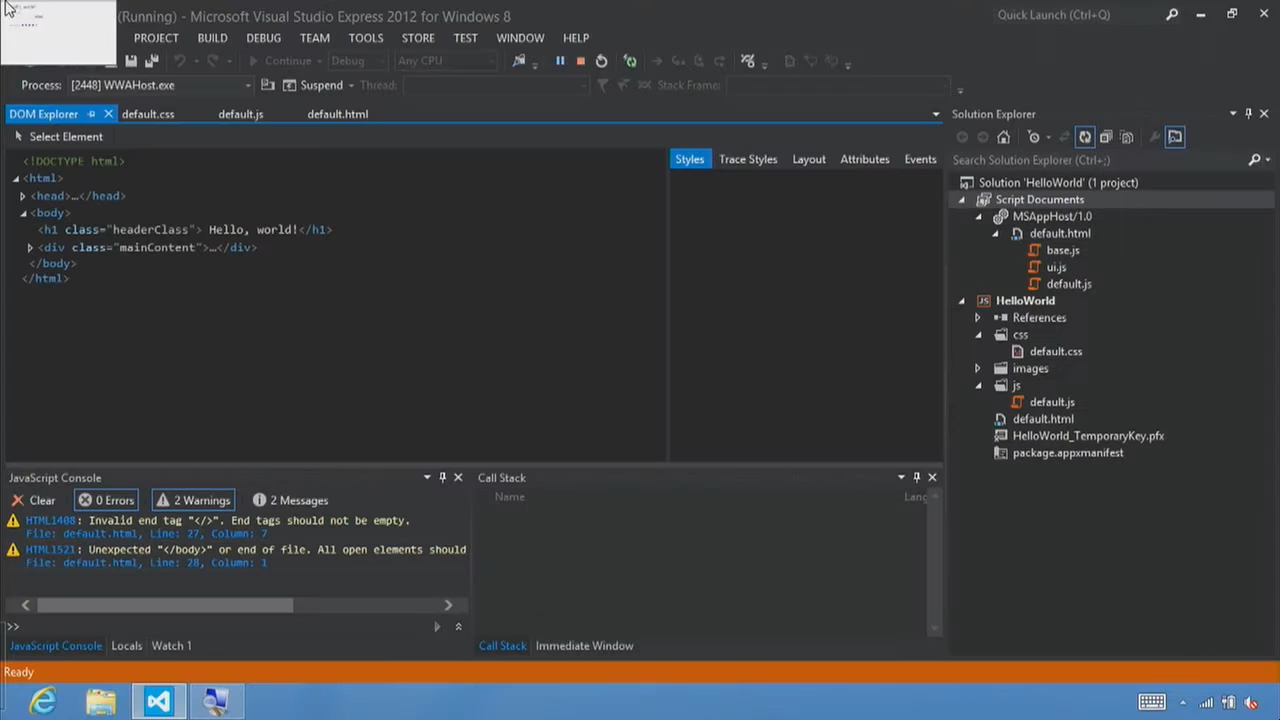 (Running) - Microsoft Visual Studio Express 2012 for Windows 8
Quick Launch (Ctrl+Q)
PROJECT BUILD DEBUG TEAM TOOLS STORE TEST WINDOW HELP
Continue Debug Any CPU
Process: [2448] WWAHost.exe Suspend Thread: Stack Frame:
DOM Explorer default.css default.js default.html
Select Element
<!DOCTYPE html>
<html>
<head>…</head>
<body>
<h1 class="headerClass"> Hello, world!</h1>
<div class="mainContent">…</div>
</body>
</html>
Styles Trace Styles Layout Attributes Events
Solution Explorer
Search Solution Explorer (Ctrl+;)
Solution 'HelloWorld' (1 project)
Script Documents
MSAppHost/1.0
default.html
base.js
ui.js
default.js
HelloWorld
References
css
default.css
images
js
default.js
default.html
HelloWorld_TemporaryKey.pfx
package.appxmanifest
JavaScript Console
Clear 0 Errors 2 Warnings 2 Messages
HTML1408: Invalid end tag "</>". End tags should not be empty.
File: default.html, Line: 27, Column: 7
HTML1521: Unexpected "</body>" or end of file. All open elements should
File: default.html, Line: 28, Column: 1
>>
JavaScript Console Locals Watch 1
Call Stack
Name Lang
Call Stack Immediate Window
Ready